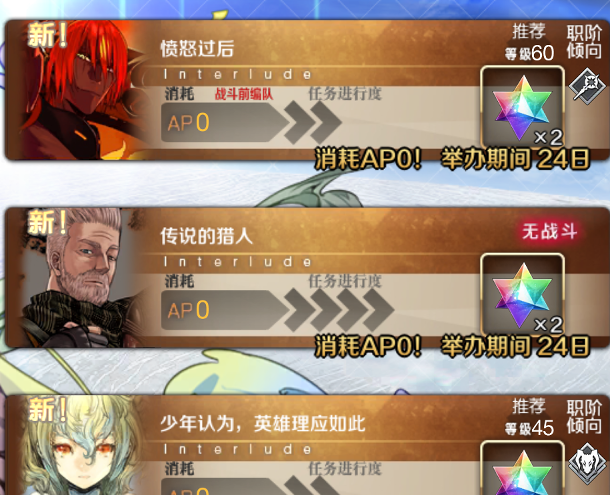 新！
愤怒过后
推荐
等级60
职阶
倾向
Interlude
消耗 战斗前编队 任务进行度
AP0
×2
消耗AP0！ 举办期间 24日
新！
传说的猎人
无战斗
Interlude
消耗 任务进行度
AP0
×2
消耗AP0！ 举办期间 24日
新！
少年认为，英雄理应如此
推荐
等级45
职阶
倾向
Interlude
消耗 任务进行度
AP0